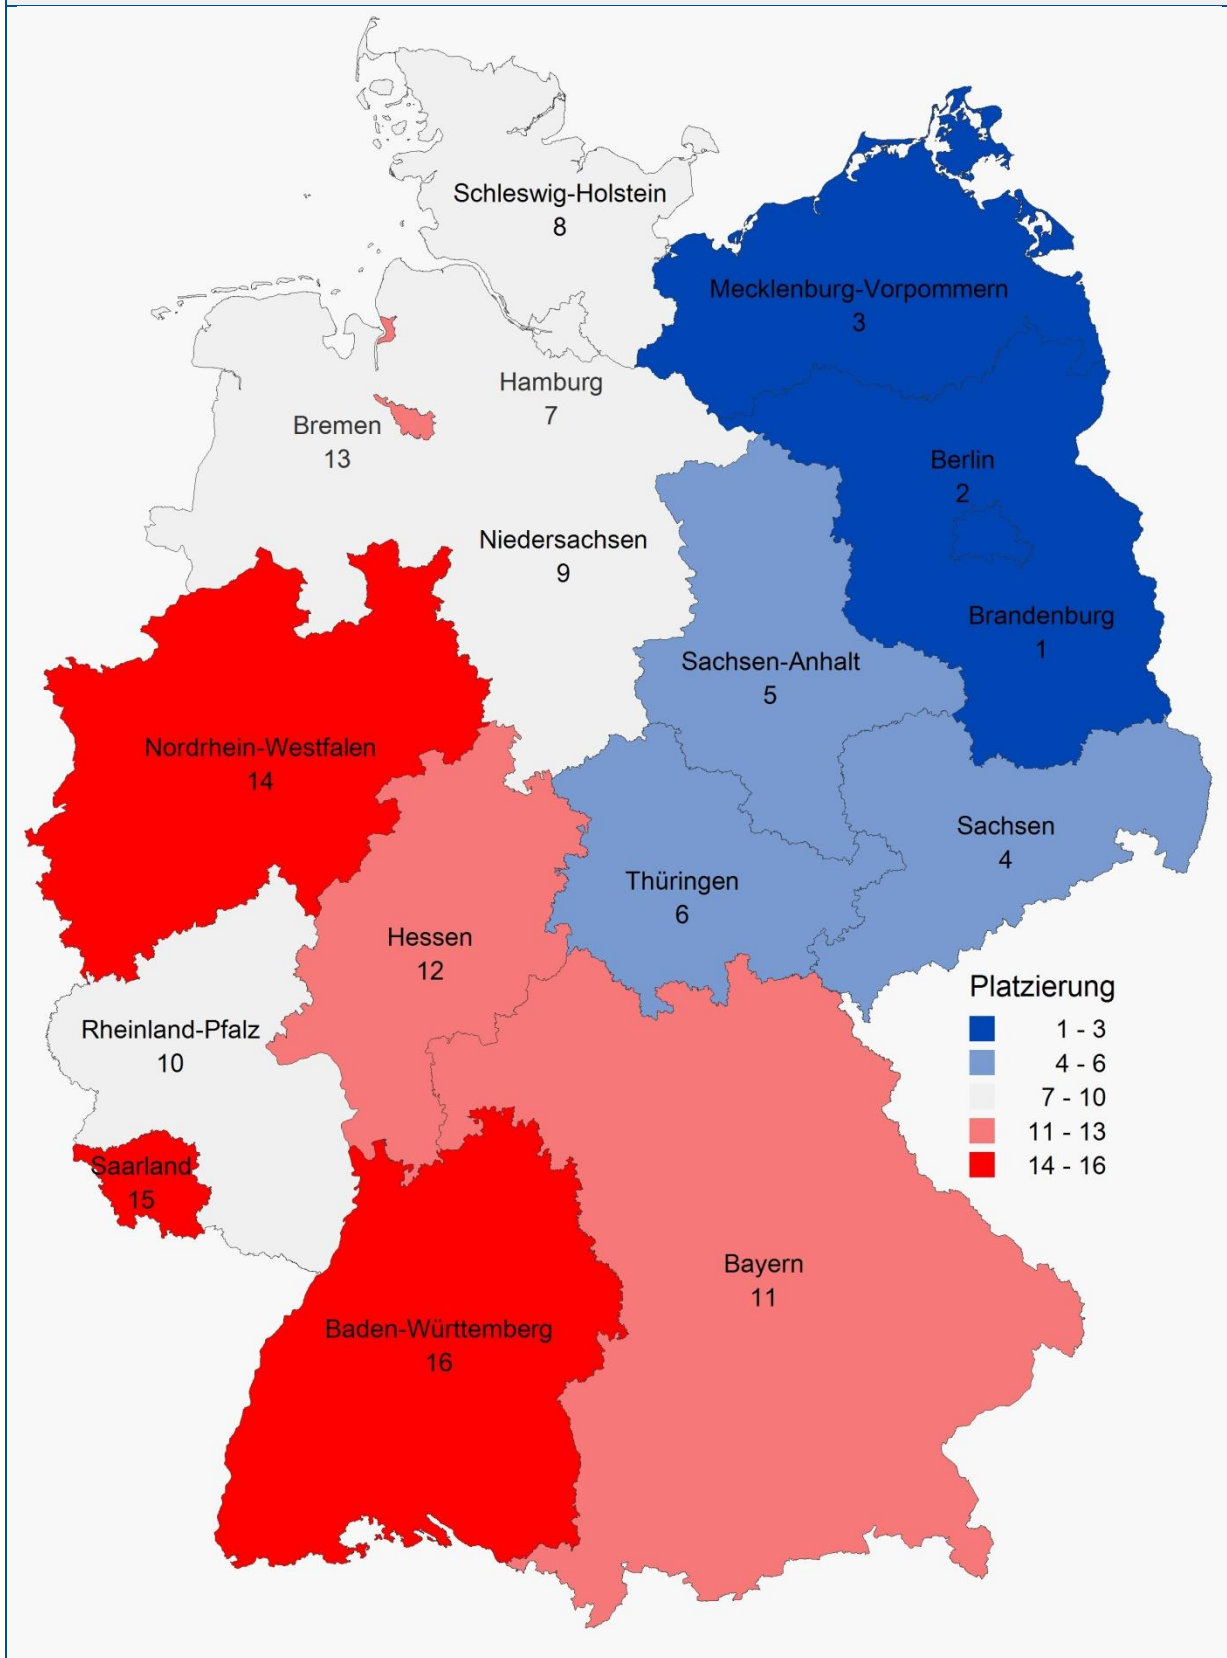 Schleswig-Holstein
8
Mecklenburg-Vorpommern
3
Hamburg
7
Bremen
13
Berlin
2
Niedersachsen
9
Brandenburg
1
Sachsen-Anhalt
5
Nordrhein-Westfalen
14
Sachsen
4
Thüringen
6
Hessen
12
Rheinland-Pfalz
10
Platzierung
1 - 3
4 - 6
7 - 10
11 - 13
14 - 16
Saarland
15
Bayern
11
Baden-Württemberg
16